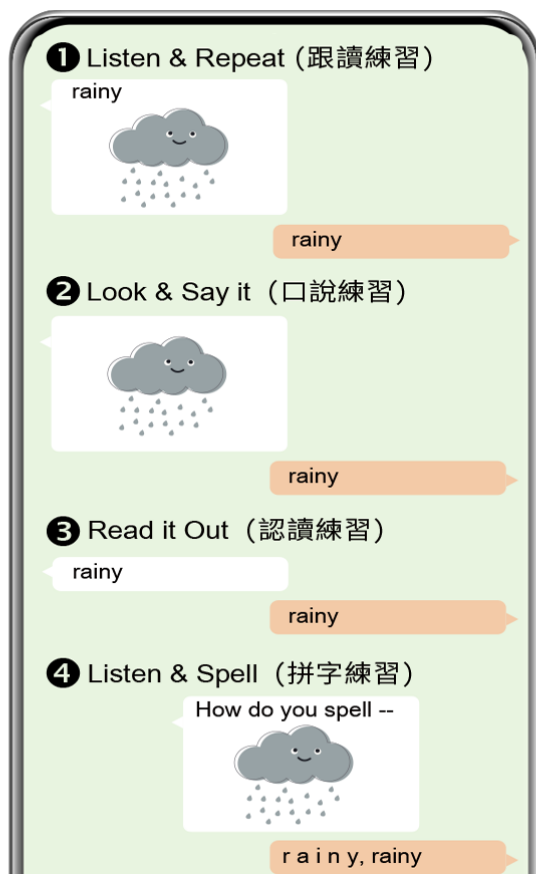 ❶ Listen & Repeat (跟讀練習)
rainy
rainy
❷ Look & Say it (口說練習)
rainy
❸ Read it Out (認讀練習)
rainy
rainy
❹ Listen & Spell (拼字練習)
How do you spell --
r a i n y, rainy